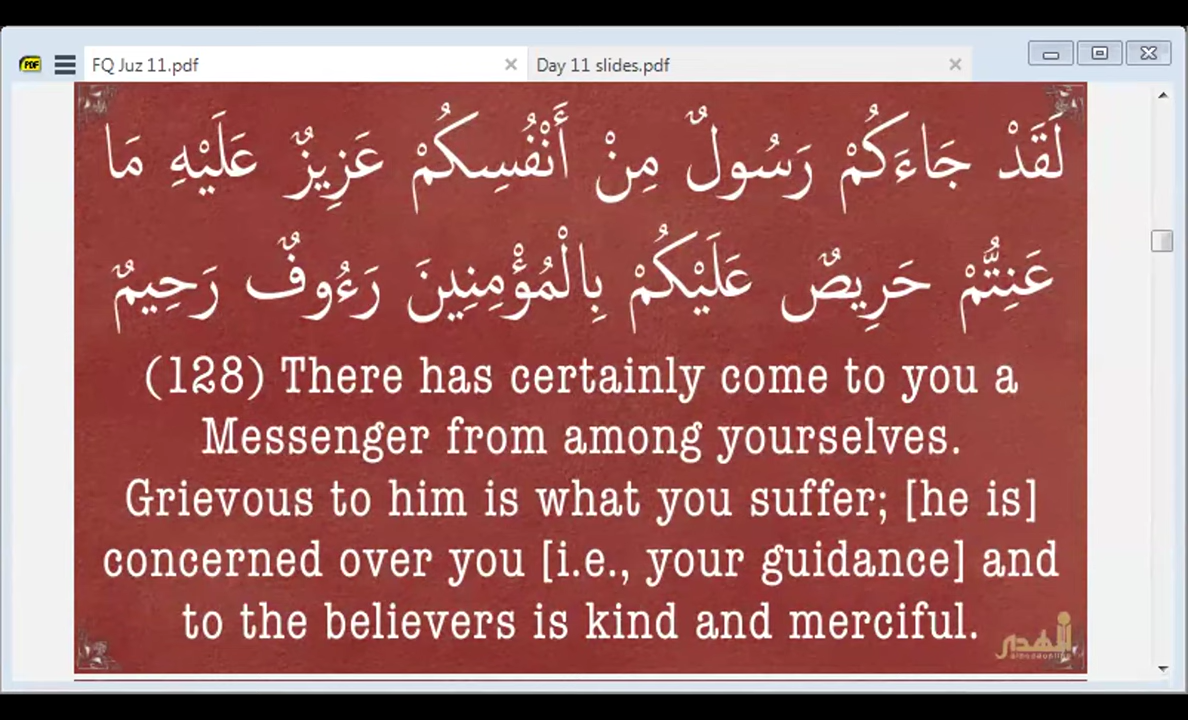 FQ Juz 11.pdf
Day 11 slides.pdf
لَقَدْ جَاءَكُمْ رَسُولٌ مِنْ أَنْفُسِكُمْ عَزِيزٌ عَلَيْهِ مَا
عَنِتُّمْ حَرِيصٌ عَلَيْكُمْ بِالْمُؤْمِنِينَ رَءُوفٌ رَحِيمٌ
(128) There has certainly come to you a
Messenger from among yourselves.
Grievous to him is what you suffer; [he is]
concerned over you [i.e., your guidance] and
to the believers is kind and merciful.
الهدى